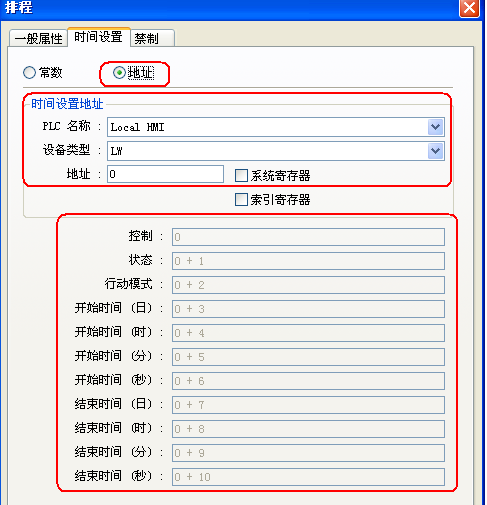 排程
一般属性 时间设置 禁制
常数 地址
时间设置地址
PLC 名称 : Local HMI
设备类型 : LW
地址 : 0 系统寄存器
索引寄存器
控制 : 0
状态 : 0 + 1
行动模式 : 0 + 2
开始时间 (日) : 0 + 3
开始时间 (时) : 0 + 4
开始时间 (分) : 0 + 5
开始时间 (秒) : 0 + 6
结束时间 (日) : 0 + 7
结束时间 (时) : 0 + 8
结束时间 (分) : 0 + 9
结束时间 (秒) : 0 + 10